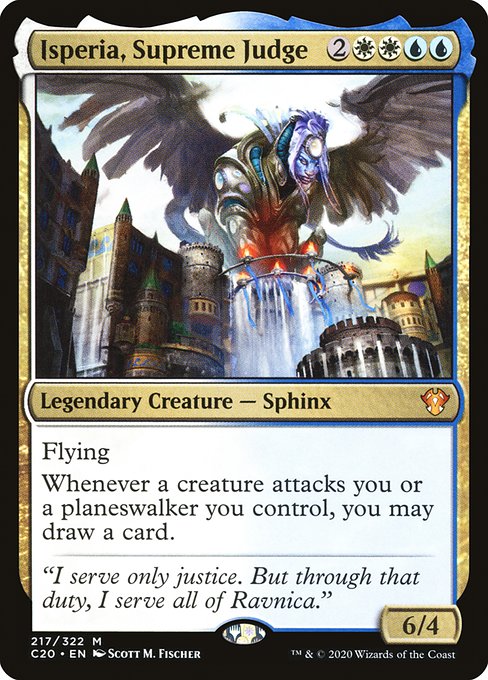 Isperia, Supreme Judge 2
Legendary Creature — Sphinx
Flying
Whenever a creature attacks you or
a planeswalker you control, you may
draw a card.
“I serve only justice. But through that
duty, I serve all of Ravnica.”
6/4
217/322 M
C20 • EN Scott M. Fischer
™ & © 2020 Wizards of the Coast